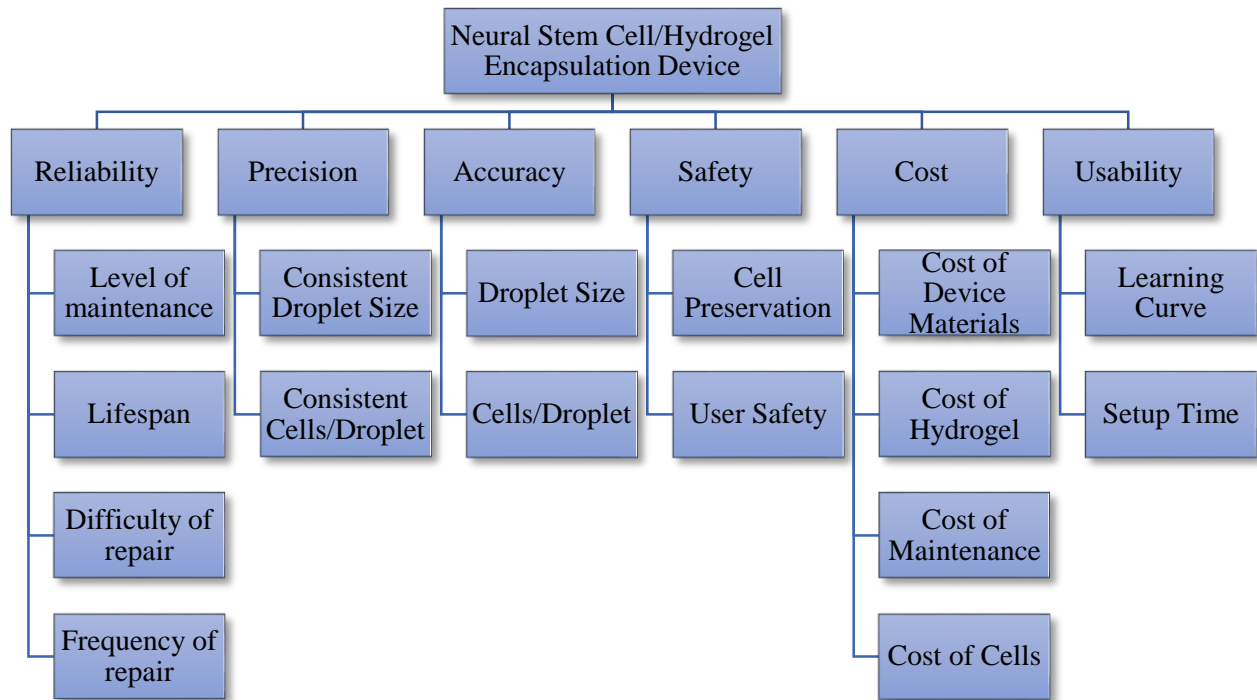 Neural Stem Cell/Hydrogel
Encapsulation Device
Reliability
Precision
Accuracy
Safety
Cost
Usability
Level of
maintenance
Consistent
Droplet Size
Droplet Size
Cell
Preservation
Cost of
Device
Materials
Learning
Curve
Lifespan
Consistent
Cells/Droplet
Cells/Droplet
User Safety
Cost of
Hydrogel
Setup Time
Difficulty of
repair
Cost of
Maintenance
Frequency of
repair
Cost of Cells